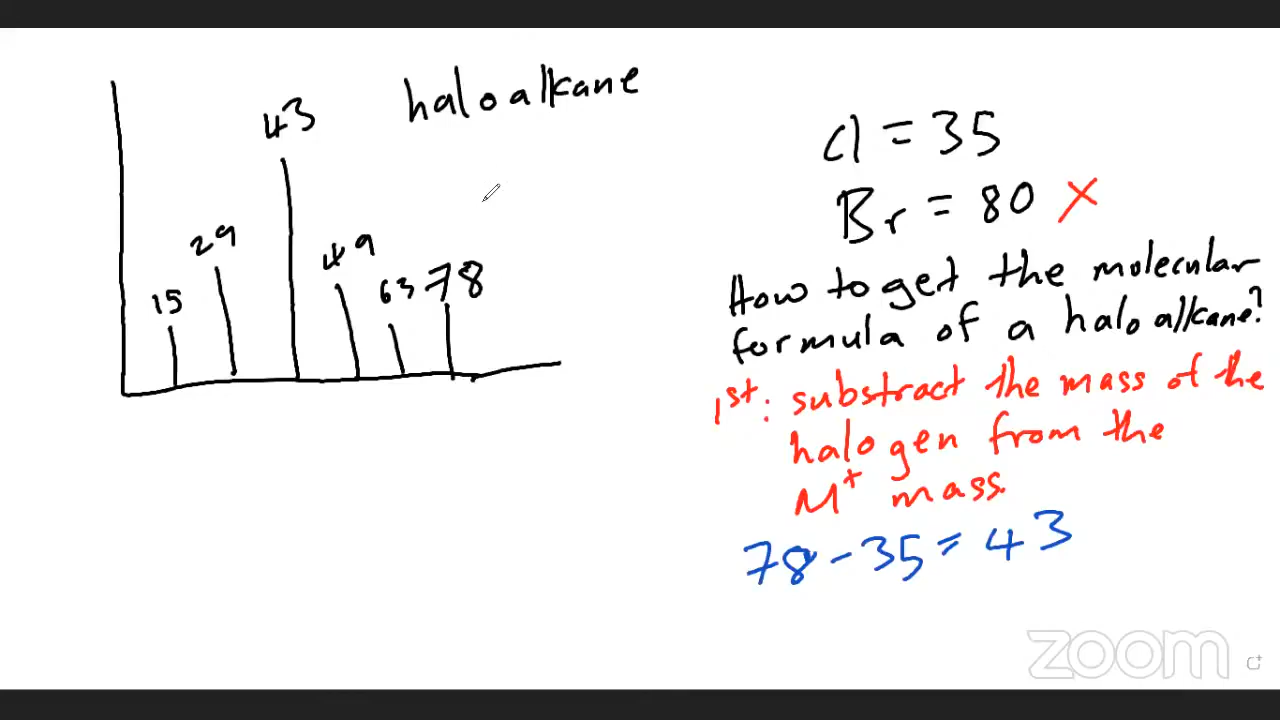 haloalkane
43
29
49
15
63
78
Cl = 35
Br = 80 X
How to get the molecular
formula of a haloalkane?
1st: substract the mass of the
halogen from the
M+ mass.
78 - 35 = 43
zoom